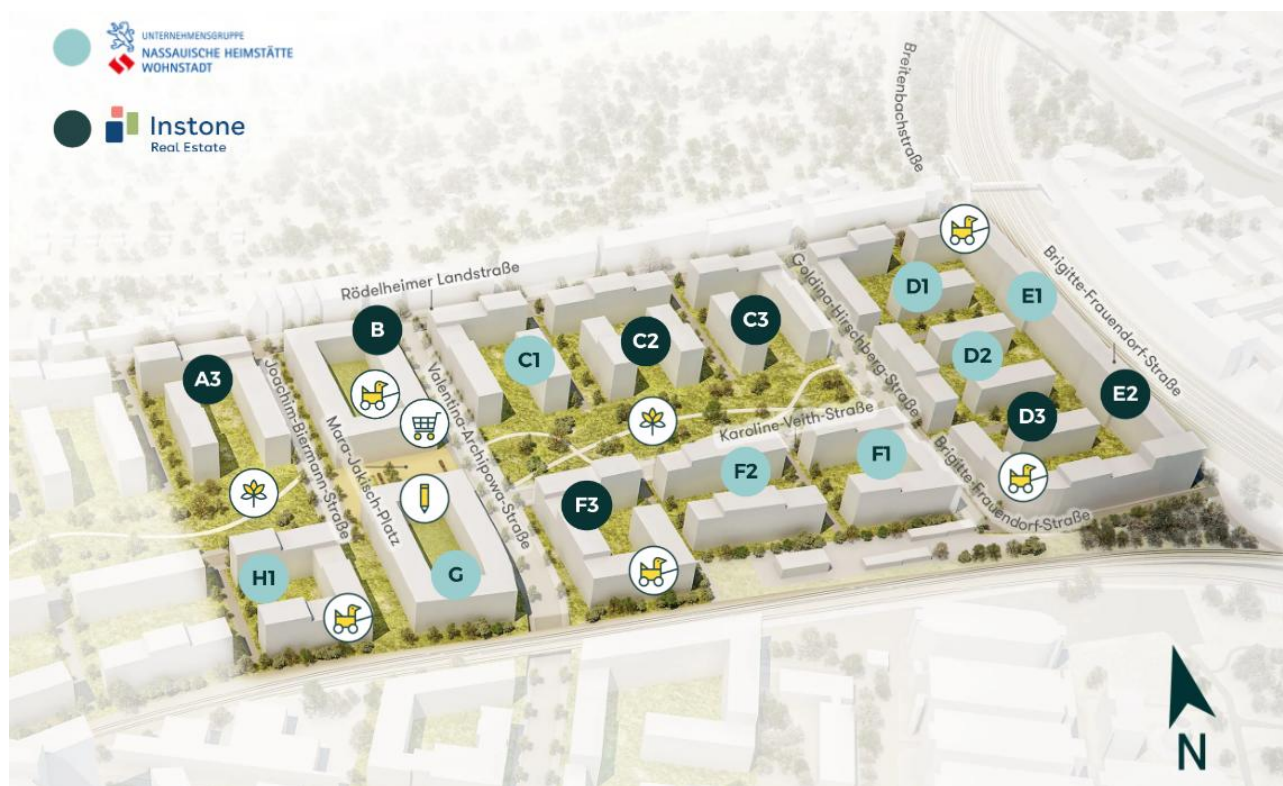 UNTERNEHMENSGRUPPE
NASSAUISCHE HEIMSTÄTTE
WOHNSTADT
Instone
Real Estate
Breitenbachstraße
Rödelheimer Landstraße
Goldina-Hirschberg-Straße
Brigitte-Frauendorf-Straße
D1
E1
B
C3
C2
C1
D2
A3
E2
Joachim-Biermann-Straße
Mara-Jakisch-Platz
Valentina-Archipowa-Straße
Karoline-Veith-Straße
D3
F1
F2
F3
Brigitte-Frauendorf-Straße
H1
G
N